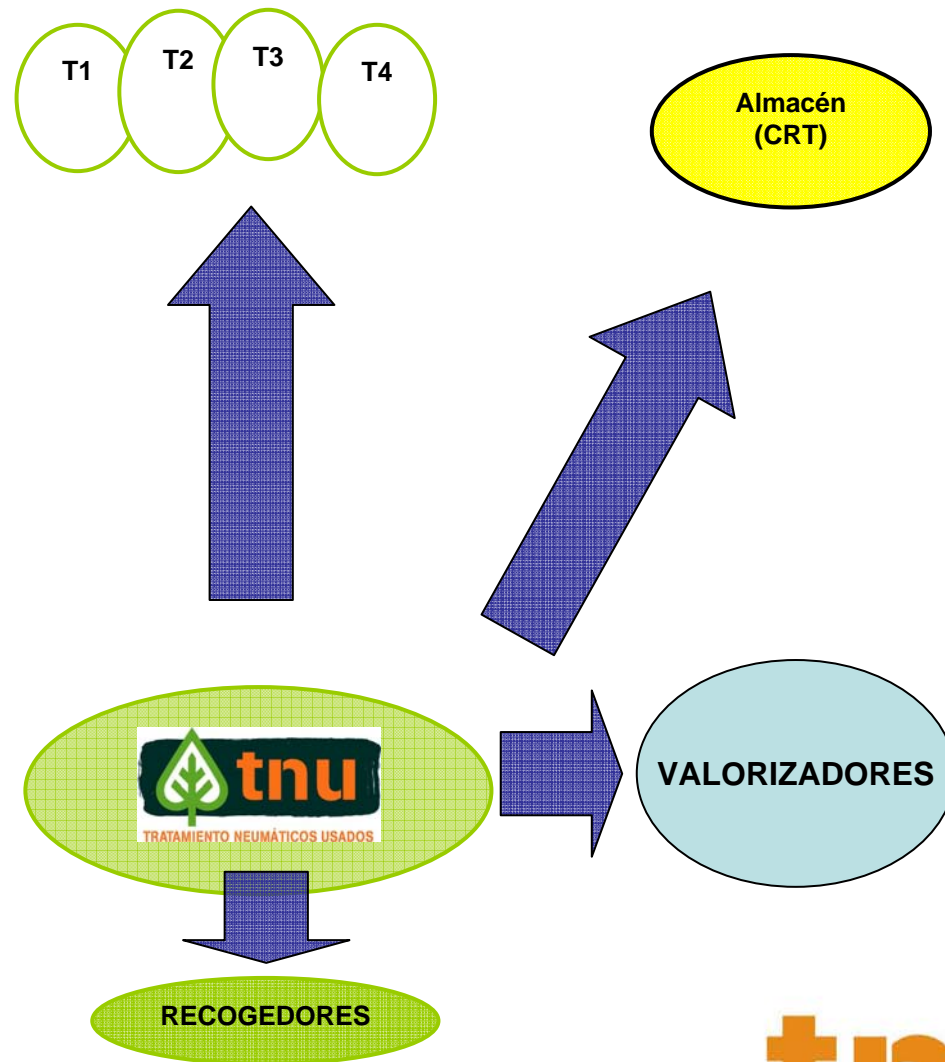 T1
T2
T3
T4
Almacén
(CRT)
tnu
TRATAMIENTO NEUMÁTICOS USADOS
VALORIZADORES
RECOGEDORES